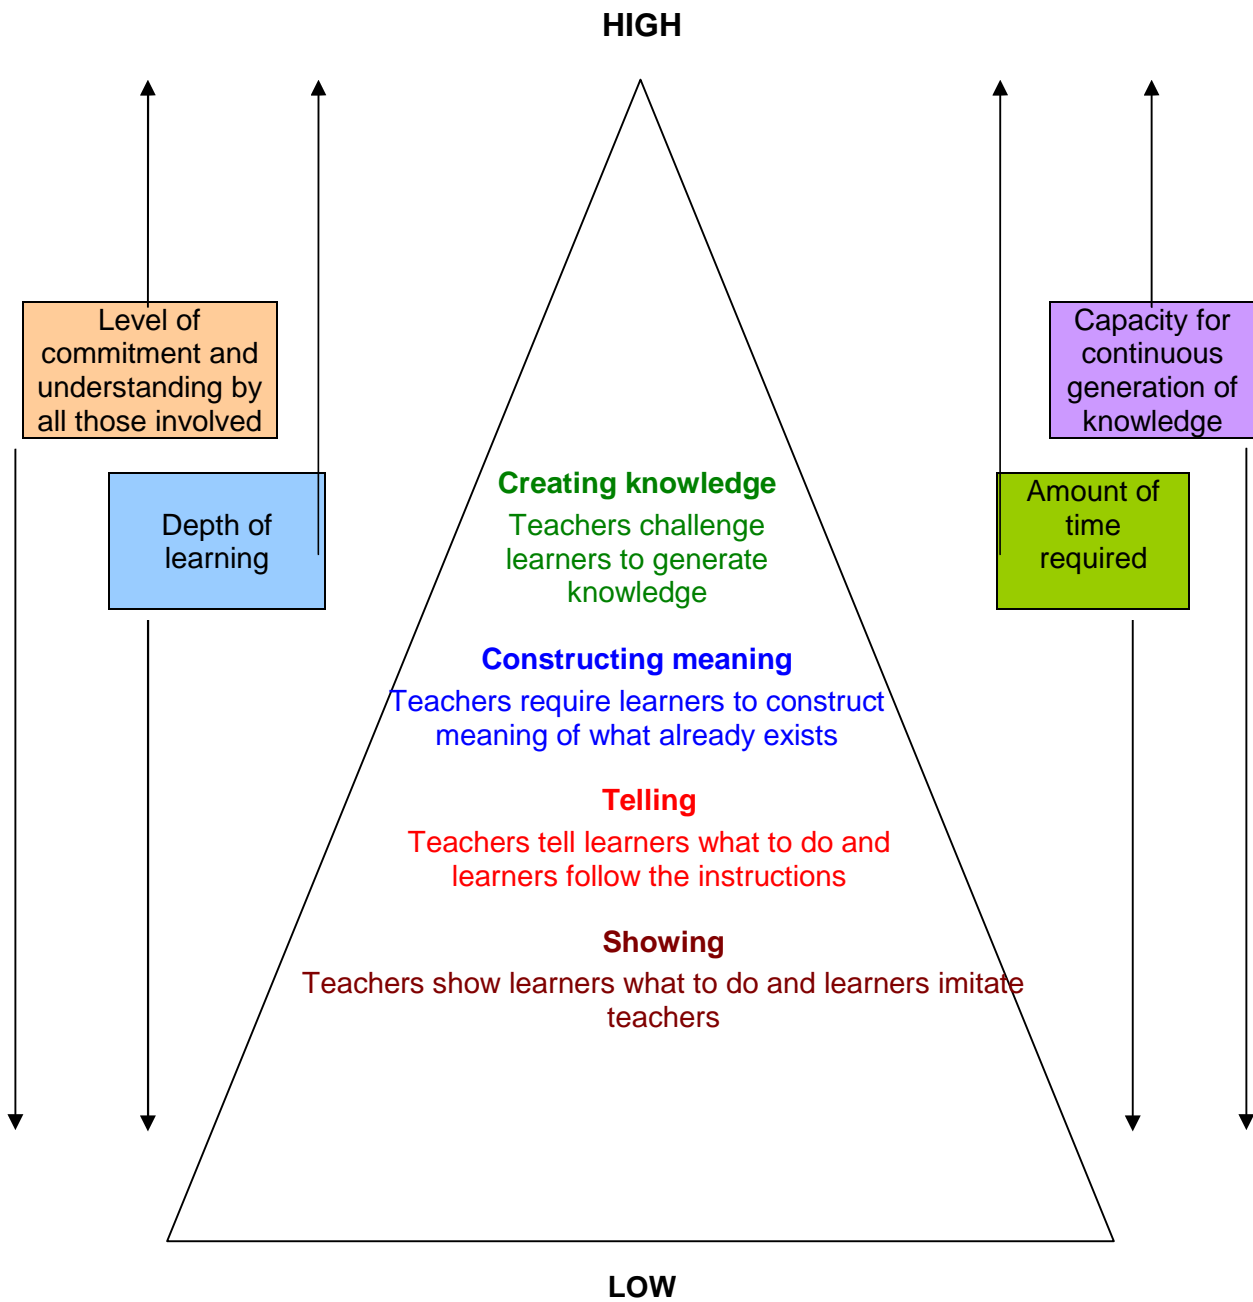 HIGH
Level of
commitment and
understanding by
all those involved
Capacity for
continuous
generation of
knowledge
Depth of
learning
Amount of
time
required
Creating knowledge
Teachers challenge
learners to generate
knowledge
Constructing meaning
Teachers require learners to construct
meaning of what already exists
Telling
Teachers tell learners what to do and
learners follow the instructions
Showing
Teachers show learners what to do and learners imitate
teachers
LOW